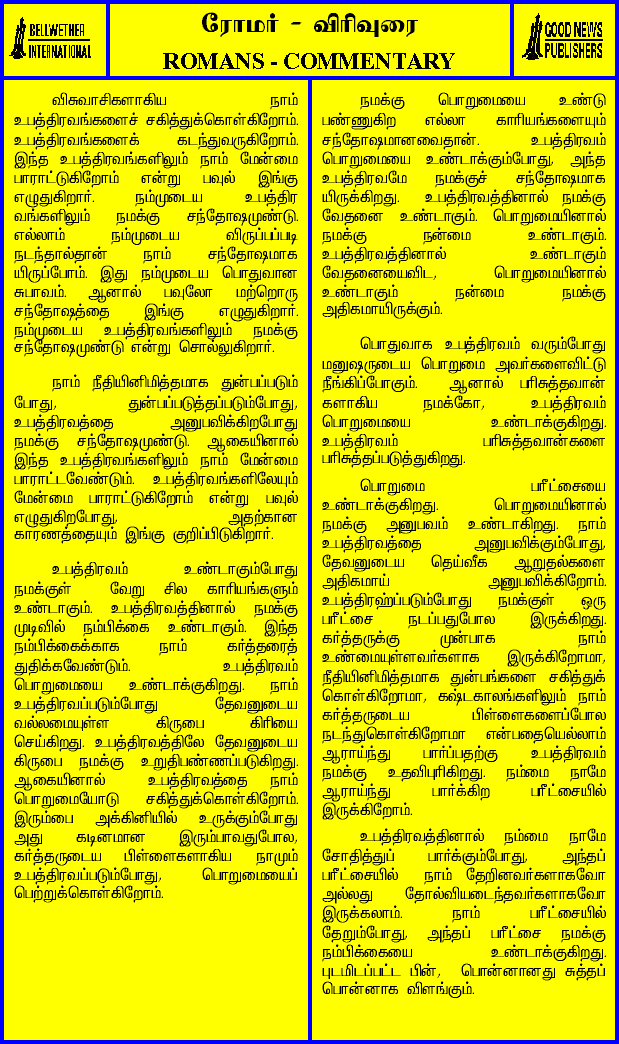 BELLWETHER
INTERNATIONAL
ரோமர் - விரிவுரை
ROMANS - COMMENTARY
GOOD NEWS
PUBLISHERS
விசுவாசிகளாகிய நாம்
உபத்திரவங்களைச் சகித்துக்கொள்கிறோம்.
உபத்திரவங்களைக் கடந்துவருகிறோம்.
இந்த உபத்திரவங்களிலும் நாம் மேன்மை
பாராட்டுகிறோம் என்று பவுல் இங்கு
எழுதுகிறார். நம்முடைய உபத்திர
வங்களிலும் நமக்கு சந்தோஷமுண்டு.
எல்லாம் நம்முடைய விருப்பப்படி
நடந்தால்தான் நாம் சந்தோஷமாக
யிருப்போம். இது நம்முடைய பொதுவான
சுபாவம். ஆனால் பவுலோ மற்றொரு
சந்தோஷத்தை இங்கு எழுதுகிறார்.
நம்முடைய உபத்திரவங்களிலும் நமக்கு
சந்தோஷமுண்டு என்று சொல்லுகிறார்.
நாம் நீதியினிமித்தமாக துன்பப்படும்
போது, துன்பப்படுத்தப்படும்போது,
உபத்திரவத்தை அனுபவிக்கிறபோது
நமக்கு சந்தோஷமுண்டு. ஆகையினால்
இந்த உபத்திரவங்களிலும் நாம் மேன்மை
பாராட்டவேண்டும். உபத்திரவங்களிலேயும்
மேன்மை பாராட்டுகிறோம் என்று பவுல்
எழுதுகிறபோது, அதற்கான
காரணத்தையும் இங்கு குறிப்பிடுகிறார்.
உபத்திரவம் உண்டாகும்போது
நமக்குள் வேறு சில காரியங்களும்
உண்டாகும். உபத்திரவத்தினால் நமக்கு
முடிவில் நம்பிக்கை உண்டாகும். இந்த
நம்பிக்கைக்காக நாம் கர்த்தரைத்
துதிக்கவேண்டும். உபத்திரவம்
பொறுமையை உண்டாக்குகிறது. நாம்
உபத்திரவப்படும்போது தேவனுடைய
வல்லமையுள்ள கிருபை கிரியை
செய்கிறது. உபத்திரவத்திலே தேவனுடைய
கிருபை நமக்கு உறுதிபண்ணப்படுகிறது.
ஆகையினால் உபத்திரவத்தை நாம்
பொறுமையோடு சகித்துக்கொள்கிறோம்.
இரும்பை அக்கினியில் உருக்கும்போது
அது கடினமான இரும்பாவதுபோல,
கர்த்தருடைய பிள்ளைகளாகிய நாமும்
உபத்திரவப்படும்போது, பொறுமையைப்
பெற்றுக்கொள்கிறோம்.
நமக்கு பொறுமையை உண்டு
பண்ணுகிற எல்லா காரியங்களையும்
சந்தோஷமானவைதான். உபத்திரவம்
பொறுமையை உண்டாக்கும்போது, அந்த
உபத்திரவமே நமக்குச் சந்தோஷமாக
யிருக்கிறது. உபத்திரவத்தினால் நமக்கு
வேதனை உண்டாகும். பொறுமையினால்
நமக்கு நன்மை உண்டாகும்.
உபத்திரவத்தினால் உண்டாகும்
வேதனையைவிட, பொறுமையினால்
உண்டாகும் நன்மை நமக்கு
அதிகமாயிருக்கும்.
பொதுவாக உபத்திரவம் வரும்போது
மனுஷருடைய பொறுமை அவர்களைவிட்டு
நீங்கிப்போகும். ஆனால் பரிசுத்தவான்
களாகிய நமக்கோ, உபத்திரவம்
பொறுமையை உண்டாக்குகிறது.
உபத்திரவம் பரிசுத்தவான்களை
பரிசுத்தப்படுத்துகிறது.
பொறுமை பரீட்சையை
உண்டாக்குகிறது. பொறுமையினால்
நமக்கு அனுபவம் உண்டாகிறது. நாம்
உபத்திரவத்தை அனுபவிக்கும்போது,
தேவனுடைய தெய்வீக ஆறுதல்களை
அதிகமாய் அனுபவிக்கிறோம்.
உபத்திரஹ்ப்படும்போது நமக்குள் ஒரு
பரீட்சை நடப்பதுபோல இருக்கிறது.
கர்த்தருக்கு முன்பாக நாம்
உண்மையுள்ளவர்களாக இருக்கிறோமா,
நீதியினிமித்தமாக துன்பங்களை சகித்துக்
கொள்கிறோமா, கஷ்டகாலங்களிலும் நாம்
கர்த்தருடைய பிள்ளைகளைப்போல
நடந்துகொள்கிறோமா என்பதையெல்லாம்
ஆராய்ந்து பார்ப்பதற்கு உபத்திரவம்
நமக்கு உதவிபுரிகிறது. நம்மை நாமே
ஆராய்ந்து பார்க்கிற பரீட்சையில்
இருக்கிறோம்.
உபத்திரவத்தினால் நம்மை நாமே
சோதித்துப் பார்க்கும்போது, அந்தப்
பரீட்சையில் நாம் தேறினவர்களாகவோ
அல்லது தோல்வியடைந்தவர்களாகவோ
இருக்கலாம். நாம் பரீட்சையில்
தேறும்போது, அந்தப் பரீட்சை நமக்கு
நம்பிக்கையை உண்டாக்குகிறது.
புடமிடப்பட்ட பின், பொன்னானது சுத்தப்
பொன்னாக விளங்கும்.